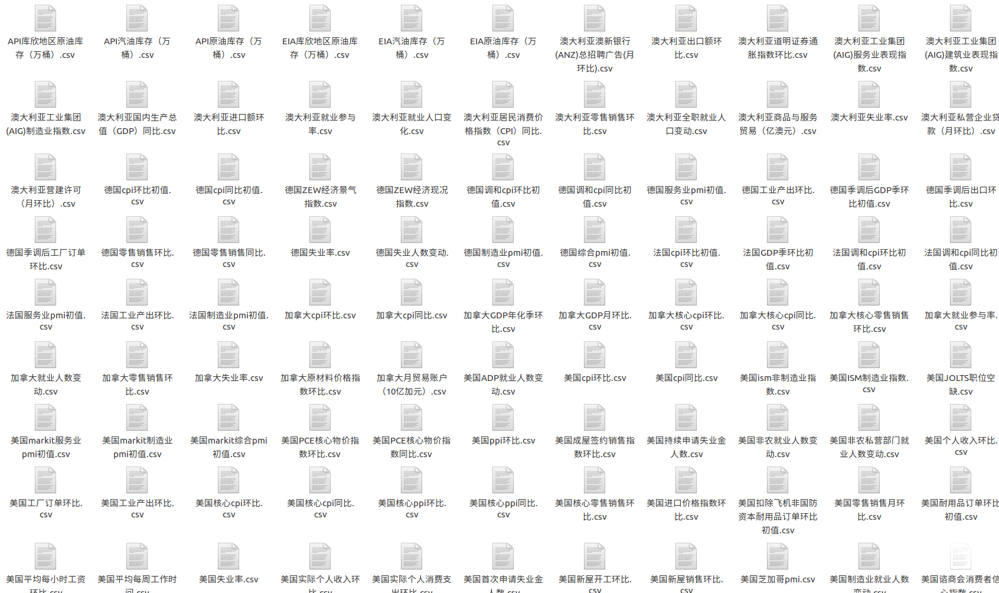 API库欣地区原油库
存（万桶）.csv
API汽油库存（万
桶）.csv
API原油库存（万
桶）.csv
EIA库欣地区原油库
存（万桶）.csv
EIA汽油库存（万
桶）.csv
EIA原油库存（万
桶）.csv
澳大利亚澳新银行
(ANZ)总招聘广告(月
环比).csv
澳大利亚出口额环
比.csv
澳大利亚道明证券通
胀指数环比.csv
澳大利亚工业集团
(AIG)服务业表现指
数.csv
澳大利亚工业集团
(AIG)建筑业表现指
数.csv
澳大利亚工业集团
(AIG)制造业指数.csv
澳大利亚国内生产总
值（GDP）同比.csv
澳大利亚进口额环
比.csv
澳大利亚就业参与
率.csv
澳大利亚就业人口变
化.csv
澳大利亚居民消费价
格指数（CPI）同比.
csv
澳大利亚零售销售环
比.csv
澳大利亚全职就业人
口变动.csv
澳大利亚商品与服务
贸易（亿澳元）.csv
澳大利亚失业率.csv
澳大利亚私营企业贷
款（月环比）.csv
澳大利亚营建许可
（月环比）.csv
德国cpi环比初值.
csv
德国cpi同比初值.
csv
德国ZEW经济景气
指数.csv
德国ZEW经济现况
指数.csv
德国调和cpi环比初
值.csv
德国调和cpi同比初
值.csv
德国服务业pmi初值.
csv
德国工业产出环比.
csv
德国季调后GDP季环
比初值.csv
德国季调后出口环
比.csv
德国季调后工厂订单
环比.csv
德国零售销售环比.
csv
德国零售销售同比.
csv
德国失业率.csv
德国失业人数变动.
csv
德国制造业pmi初值.
csv
德国综合pmi初值.
csv
法国cpi环比初值.
csv
法国GDP季环比初
值.csv
法国调和cpi环比初
值.csv
法国调和cpi同比初
值.csv
法国服务业pmi初值.
csv
法国工业产出环比.
csv
法国制造业pmi初值.
csv
加拿大cpi环比.csv
加拿大cpi同比.csv
加拿大GDP年化季环
比.csv
加拿大GDP月环比.
csv
加拿大核心cpi环比.
csv
加拿大核心cpi同比.
csv
加拿大核心零售销售
环比.csv
加拿大就业参与率.
csv
加拿大就业人数变
动.csv
加拿大零售销售环
比.csv
加拿大失业率.csv
加拿大原材料价格指
数环比.csv
加拿大月贸易账户
（10亿加元）.csv
美国ADP就业人数变
动.csv
美国cpi环比.csv
美国cpi同比.csv
美国ism非制造业指
数.csv
美国ISM制造业指数.
csv
美国JOLTS职位空
缺.csv
美国markit服务业
pmi初值.csv
美国markit制造业
pmi初值.csv
美国markit综合pmi
初值.csv
美国PCE核心物价指
数环比.csv
美国PCE核心物价指
数同比.csv
美国ppi环比.csv
美国成屋签约销售指
数环比.csv
美国持续申请失业金
人数.csv
美国非农就业人数变
动.csv
美国非农私营部门就
业人数变动.csv
美国个人收入环比.
csv
美国工厂订单环比.
csv
美国工业产出环比.
csv
美国核心cpi环比.
csv
美国核心cpi同比.
csv
美国核心ppi环比.
csv
美国核心ppi同比.
csv
美国核心零售销售环
比.csv
美国进口价格指数环
比.csv
美国扣除飞机非国防
资本耐用品订单环比
初值.csv
美国零售销售月环
比.csv
美国耐用品订单环比
初值.csv
美国平均每小时工资
环比.csv
美国平均每周工作时
间.csv
美国失业率.csv
美国实际个人收入环
比.csv
美国实际个人消费支
出环比.csv
美国首次申请失业金
人数.csv
美国新屋开工环比.
csv
美国新屋销售环比.
csv
美国芝加哥pmi.csv
美国制造业就业人数
变动.csv
美国谘商会消费者信
心指数.csv